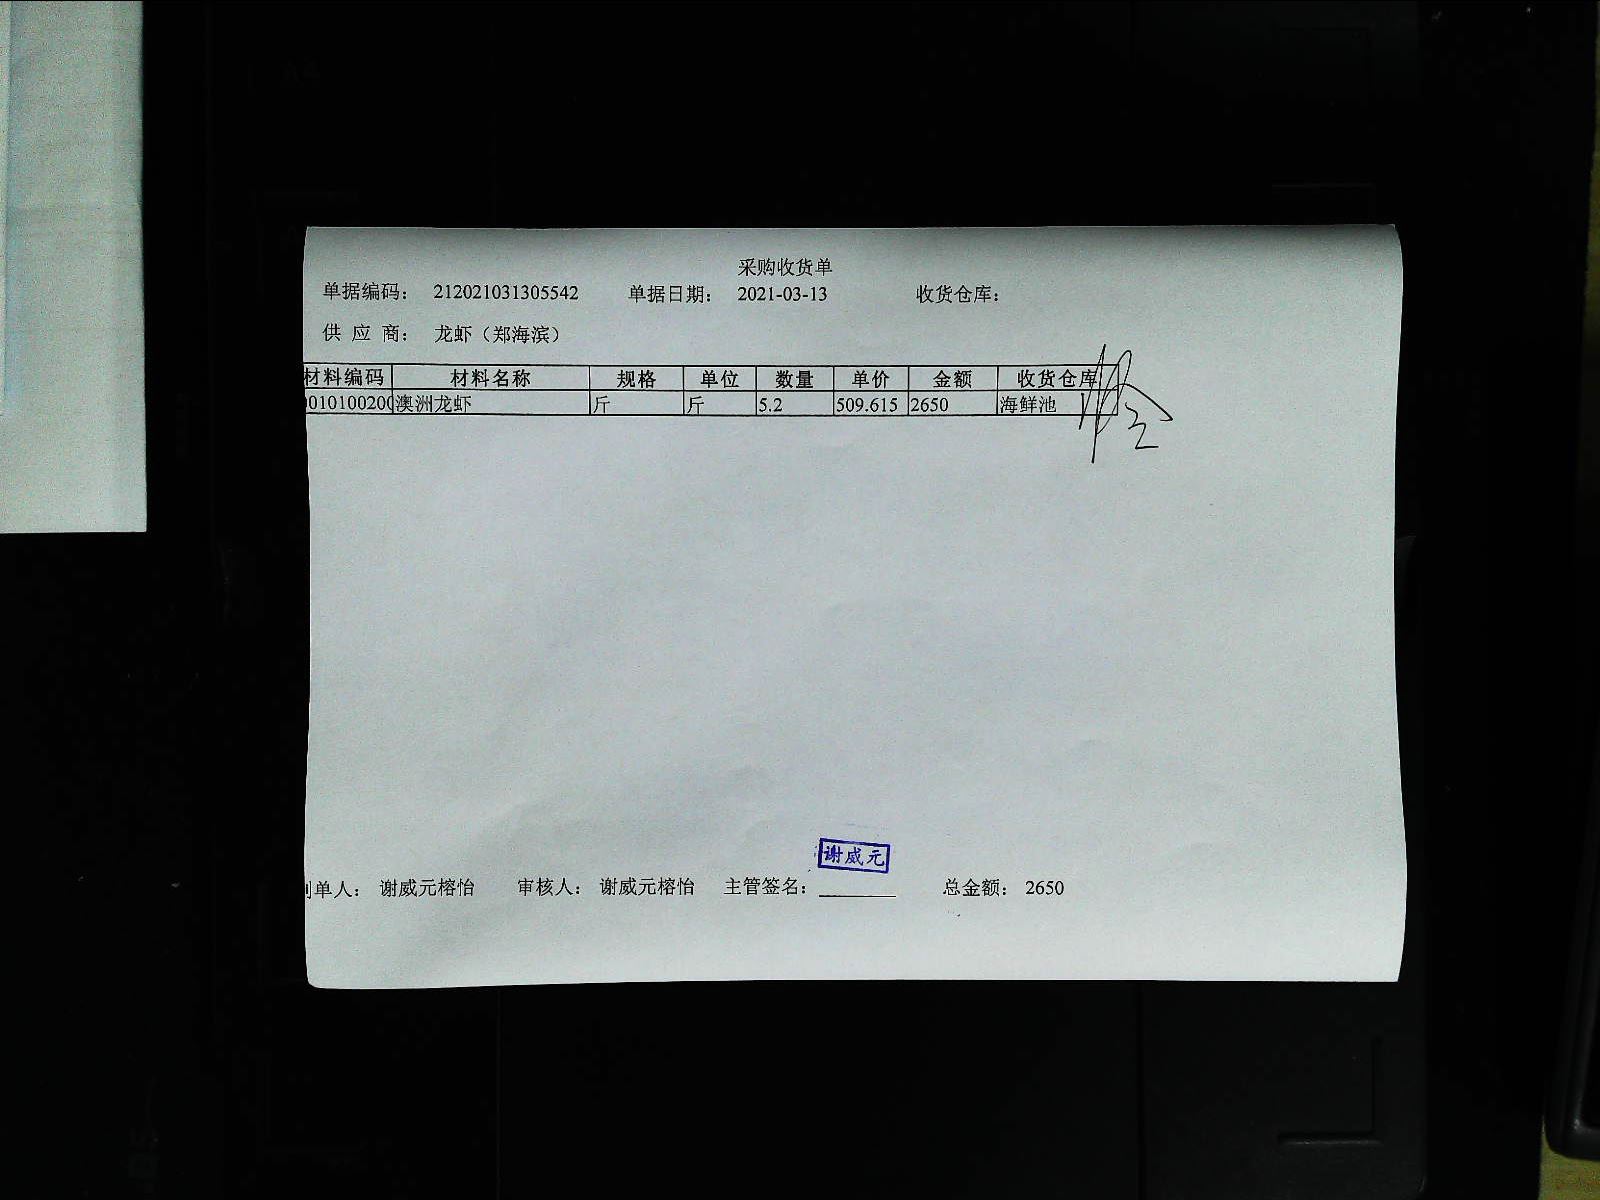 采购收货单
单据编码： 212021031305542 单据日期： 2021-03-13 收货仓库：
供 应 商： 龙虾（郑海滨）
材料编码 材料名称 规格 单位 数量 单价 金额 收货仓库
010100200 澳洲龙虾 斤 斤 5.2 509.615 2650 海鲜池
谢威元
制单人： 谢威元榕怡 审核人： 谢威元榕怡 主管签名： 总金额： 2650